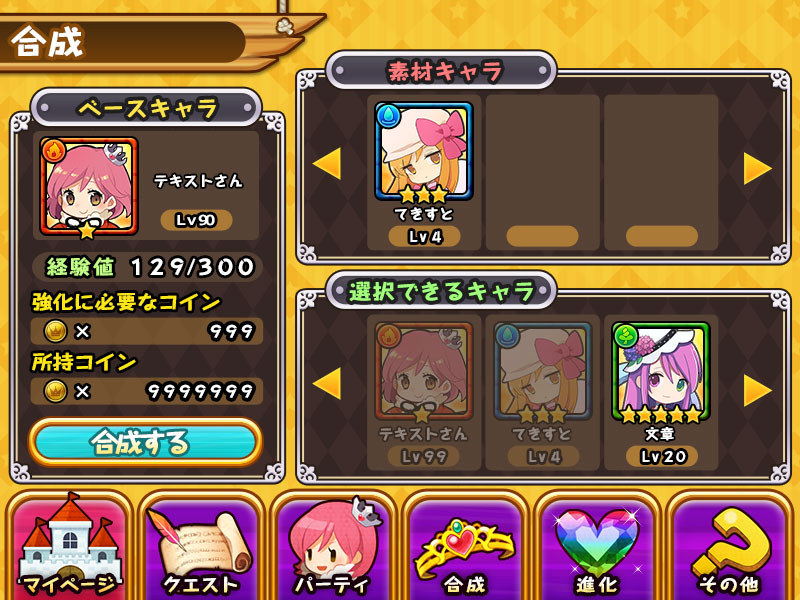 合成
ベースキャラ
テキストさん
Lv90
経験値 129/300
強化に必要なコイン
× 999
所持コイン
× 9999999
合成する
素材キャラ
てきすと
Lv4
選択できるキャラ
テキストさん
Lv99
てきすと
Lv4
文章
Lv20
マイページ
クエスト
パーティ
合成
進化
その他